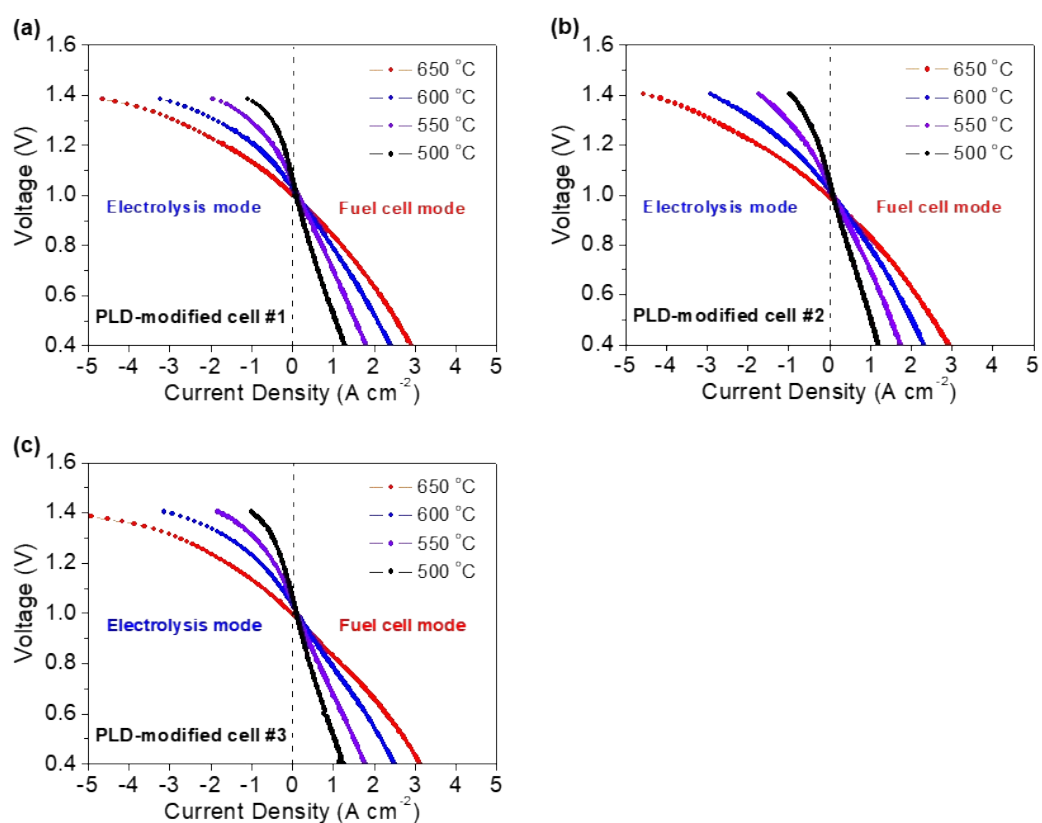 (a)
1.6
1.4
1.2
1.0
0.8
0.6
0.4
Voltage (V)
650 °C
600 °C
550 °C
500 °C
Electrolysis mode
Fuel cell mode
PLD-modified cell #1
-5 -4 -3 -2 -1 0 1 2 3 4 5
Current Density (A cm⁻²)
(b)
1.6
1.4
1.2
1.0
0.8
0.6
0.4
Voltage (V)
650 °C
600 °C
550 °C
500 °C
Electrolysis mode
Fuel cell mode
PLD-modified cell #2
-5 -4 -3 -2 -1 0 1 2 3 4 5
Current Density (A cm⁻²)
(c)
1.6
1.4
1.2
1.0
0.8
0.6
0.4
Voltage (V)
650 °C
600 °C
550 °C
500 °C
Electrolysis mode
Fuel cell mode
PLD-modified cell #3
-5 -4 -3 -2 -1 0 1 2 3 4 5
Current Density (A cm⁻²)